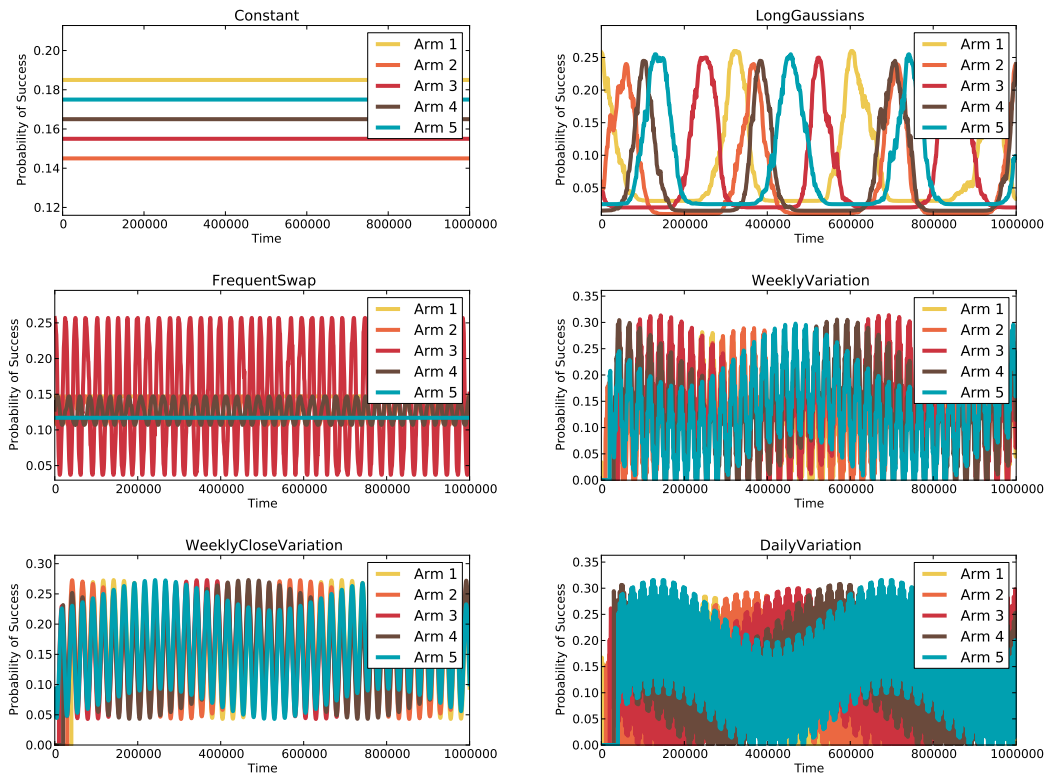 Constant
Probability of Success
0.20
0.18
0.16
0.14
0.12
Arm 1
Arm 2
Arm 3
Arm 4
Arm 5
0 200000 400000 600000 800000 1000000
Time
LongGaussians
Probability of Success
0.25
0.20
0.15
0.10
0.05
Arm 1
Arm 2
Arm 3
Arm 4
Arm 5
0 200000 400000 600000 800000 1000000
Time
FrequentSwap
Probability of Success
0.25
0.20
0.15
0.10
0.05
Arm 1
Arm 2
Arm 3
Arm 4
Arm 5
0 200000 400000 600000 800000 1000000
Time
WeeklyVariation
Probability of Success
0.35
0.30
0.25
0.20
0.15
0.10
0.05
0.00
Arm 1
Arm 2
Arm 3
Arm 4
Arm 5
0 200000 400000 600000 800000 1000000
Time
WeeklyCloseVariation
Probability of Success
0.30
0.25
0.20
0.15
0.10
0.05
0.00
Arm 1
Arm 2
Arm 3
Arm 4
Arm 5
0 200000 400000 600000 800000 1000000
Time
DailyVariation
Probability of Success
0.35
0.30
0.25
0.20
0.15
0.10
0.05
0.00
Arm 1
Arm 2
Arm 3
Arm 4
Arm 5
0 200000 400000 600000 800000 1000000
Time